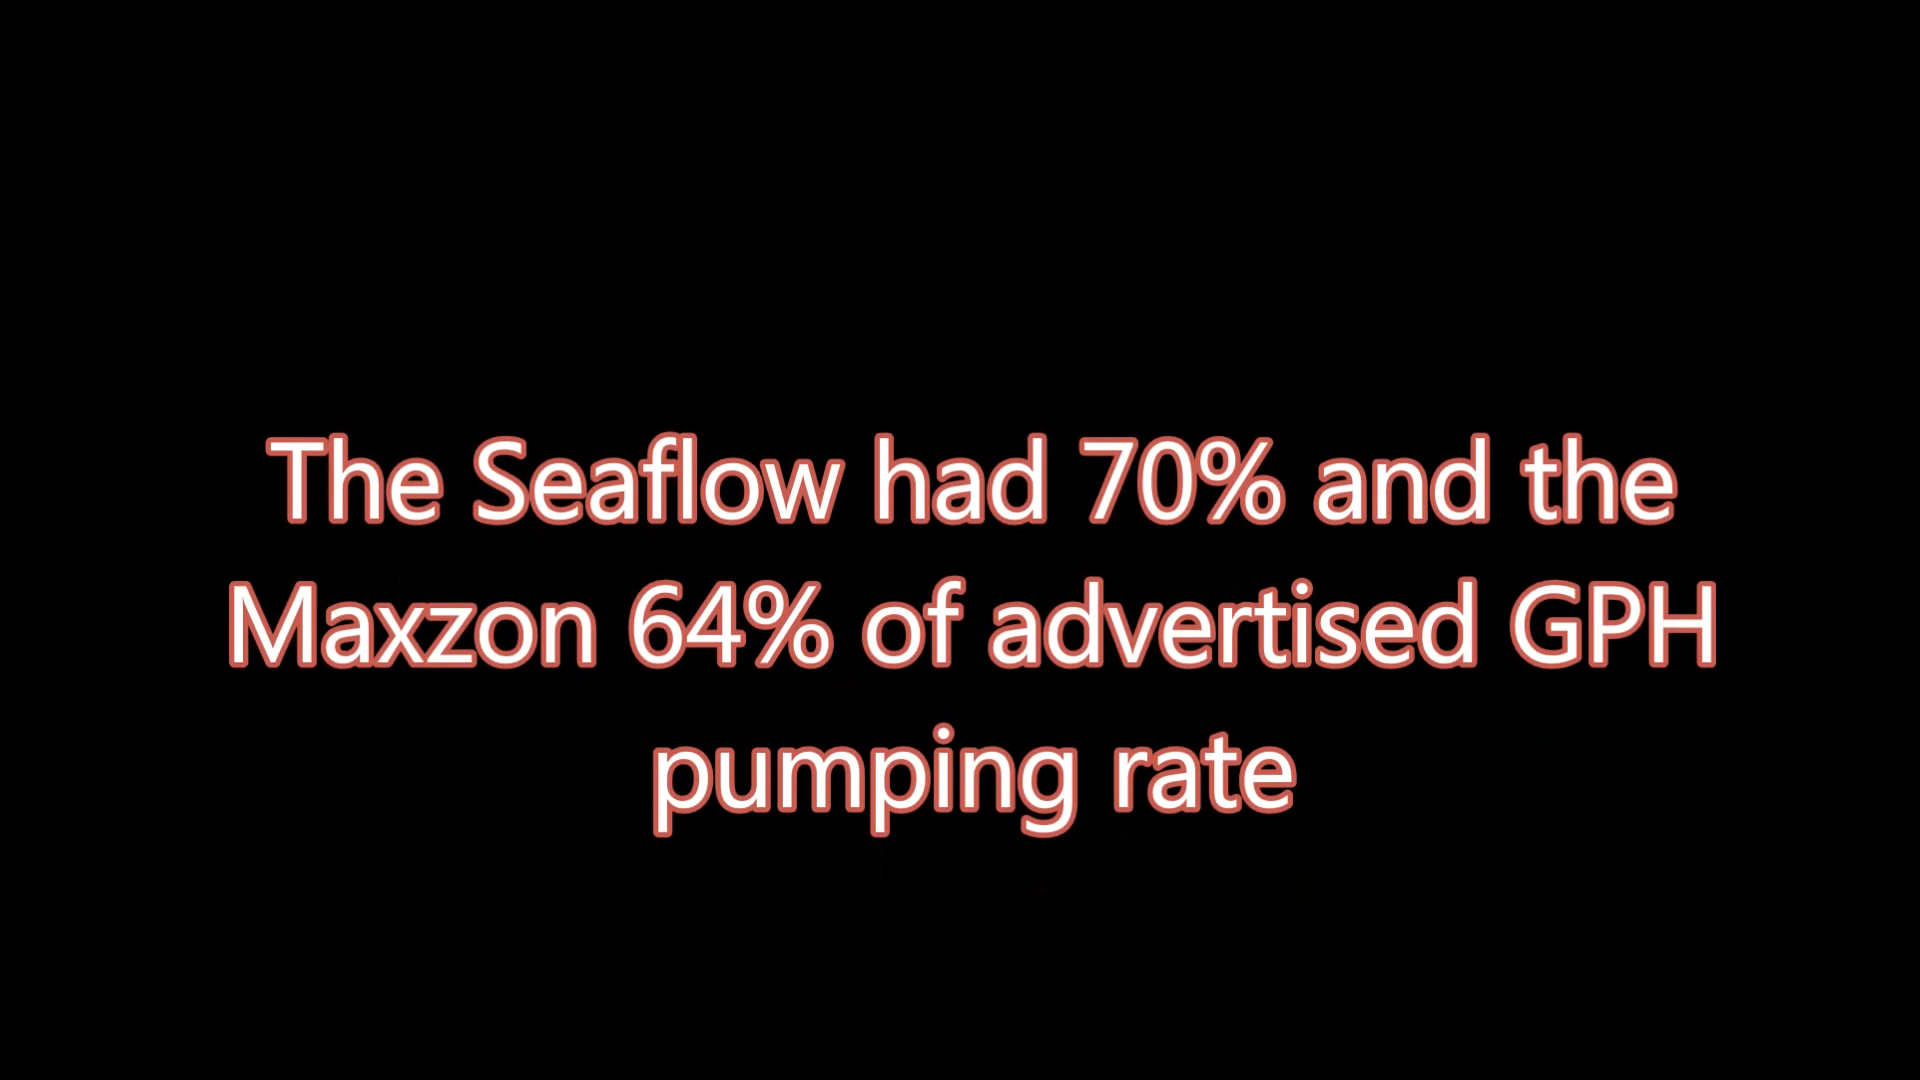 The Seaflow had 70% and the
Maxzon 64% of advertised GPH
pumping rate